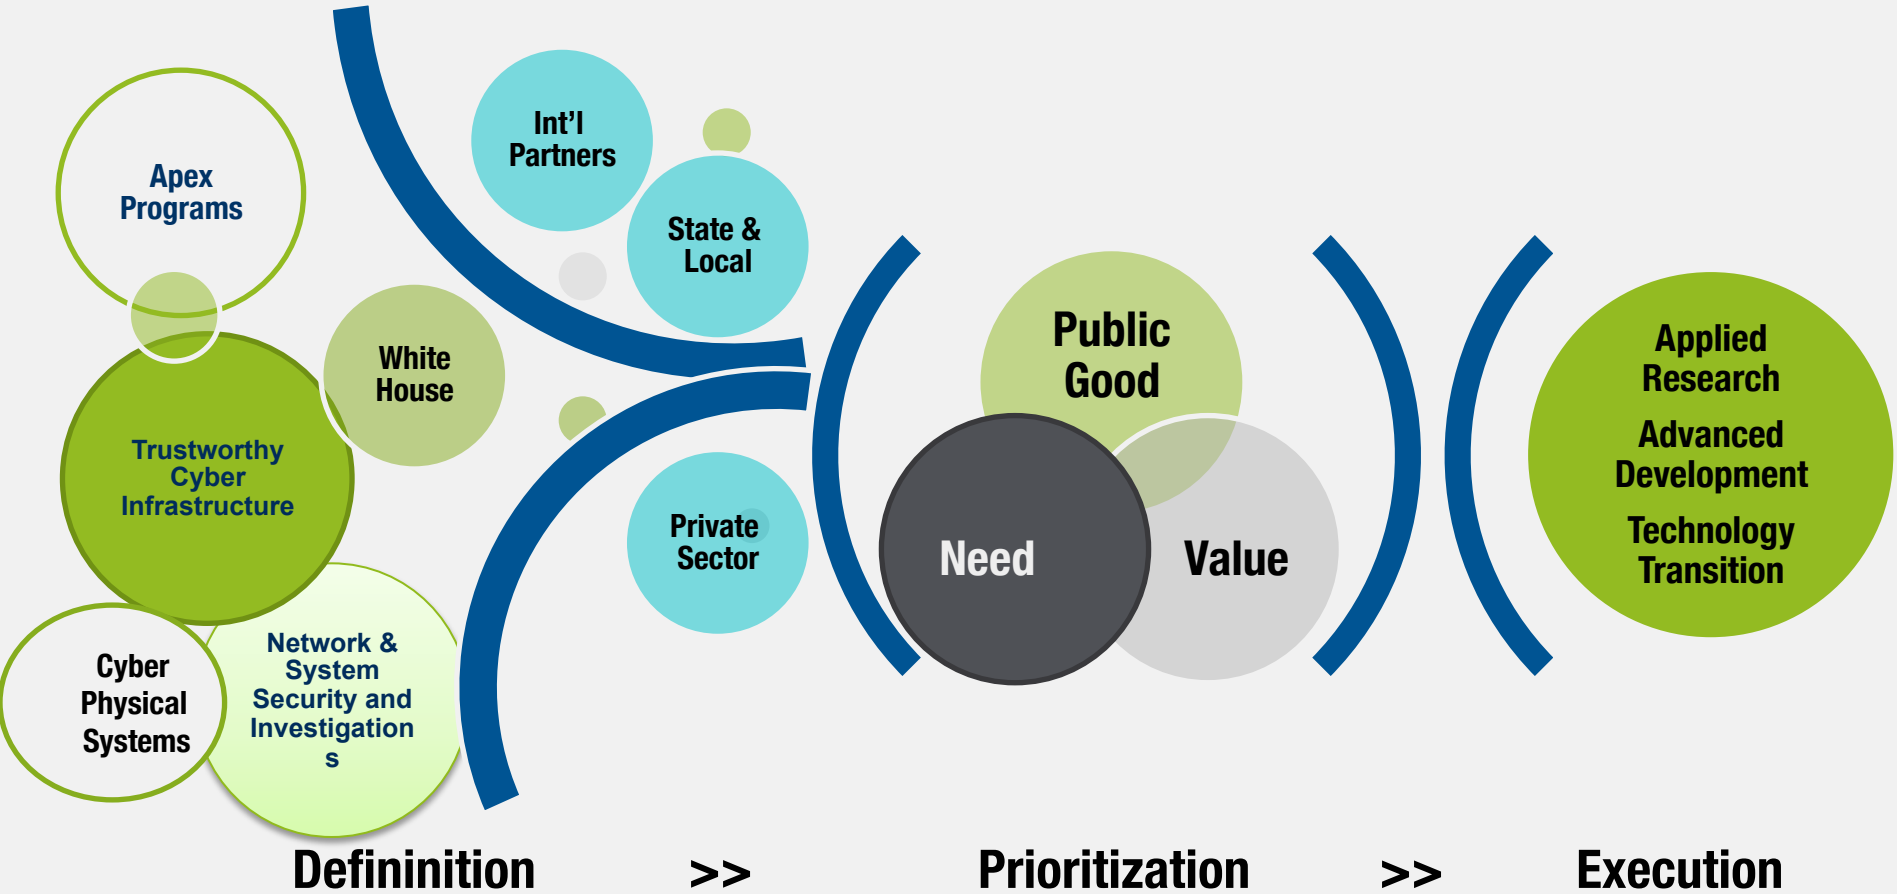 Apex
Programs
Trustworthy
Cyber
Infrastructure
Cyber
Physical
Systems
Network &
System
Security and
Investigation
s
White
House
Int'l
Partners
State &
Local
Private
Sector
Public
Good
Need
Value
Applied
Research
Advanced
Development
Technology
Transition
Defininition >> Prioritization >> Execution